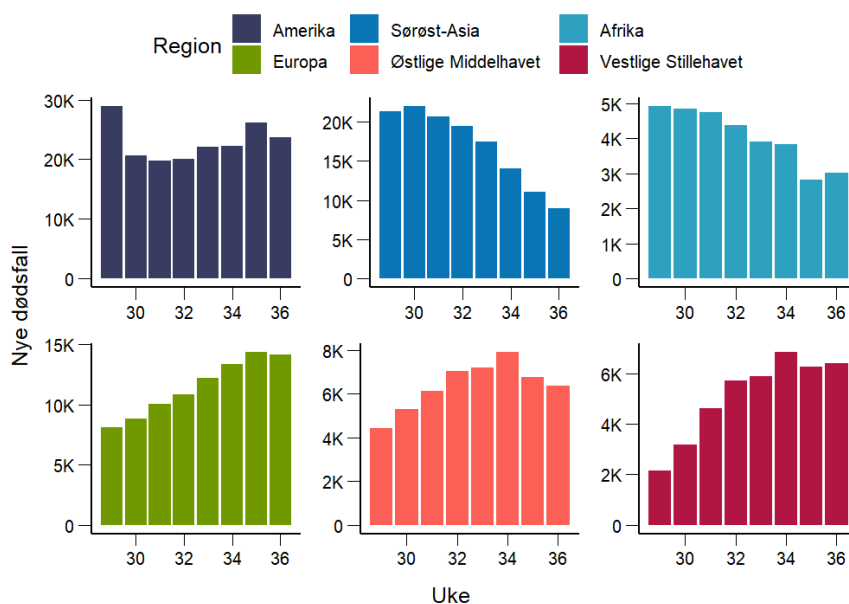 Region
Amerika
Sørøst-Asia
Afrika
Europa
Østlige Middelhavet
Vestlige Stillehavet
Nye dødsfall
30K
20K
10K
0
30 32 34 36
20K
15K
10K
5K
0
30 32 34 36
5K
4K
3K
2K
1K
0
30 32 34 36
15K
10K
5K
0
30 32 34 36
8K
6K
4K
2K
0
30 32 34 36
6K
4K
2K
0
30 32 34 36
Uke